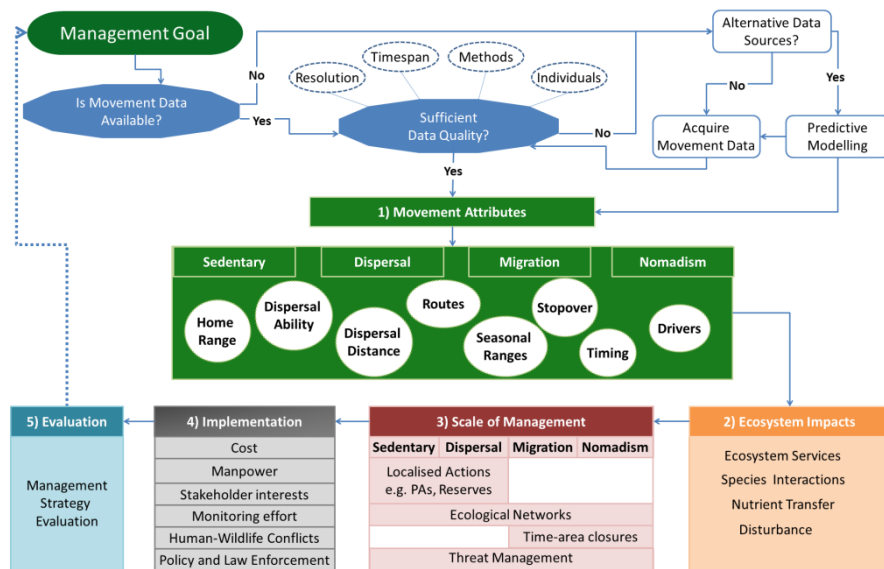 Management Goal
Is Movement Data
Available?
No
Yes
Resolution
Timespan
Methods
Individuals
Sufficient
Data Quality?
No
Yes
Alternative Data
Sources?
No
Yes
Acquire
Movement Data
Predictive
Modelling
1) Movement Attributes
Sedentary
Dispersal
Migration
Nomadism
Home
Range
Dispersal
Ability
Dispersal
Distance
Routes
Seasonal
Ranges
Stopover
Timing
Drivers
5) Evaluation
Management
Strategy
Evaluation
4) Implementation
Cost
Manpower
Stakeholder interests
Monitoring effort
Human-Wildlife Conflicts
Policy and Law Enforcement
3) Scale of Management
Sedentary
Dispersal
Migration
Nomadism
Localised Actions
e.g. PAs, Reserves
Ecological Networks
Time-area closures
Threat Management
2) Ecosystem Impacts
Ecosystem Services
Species Interactions
Nutrient Transfer
Disturbance